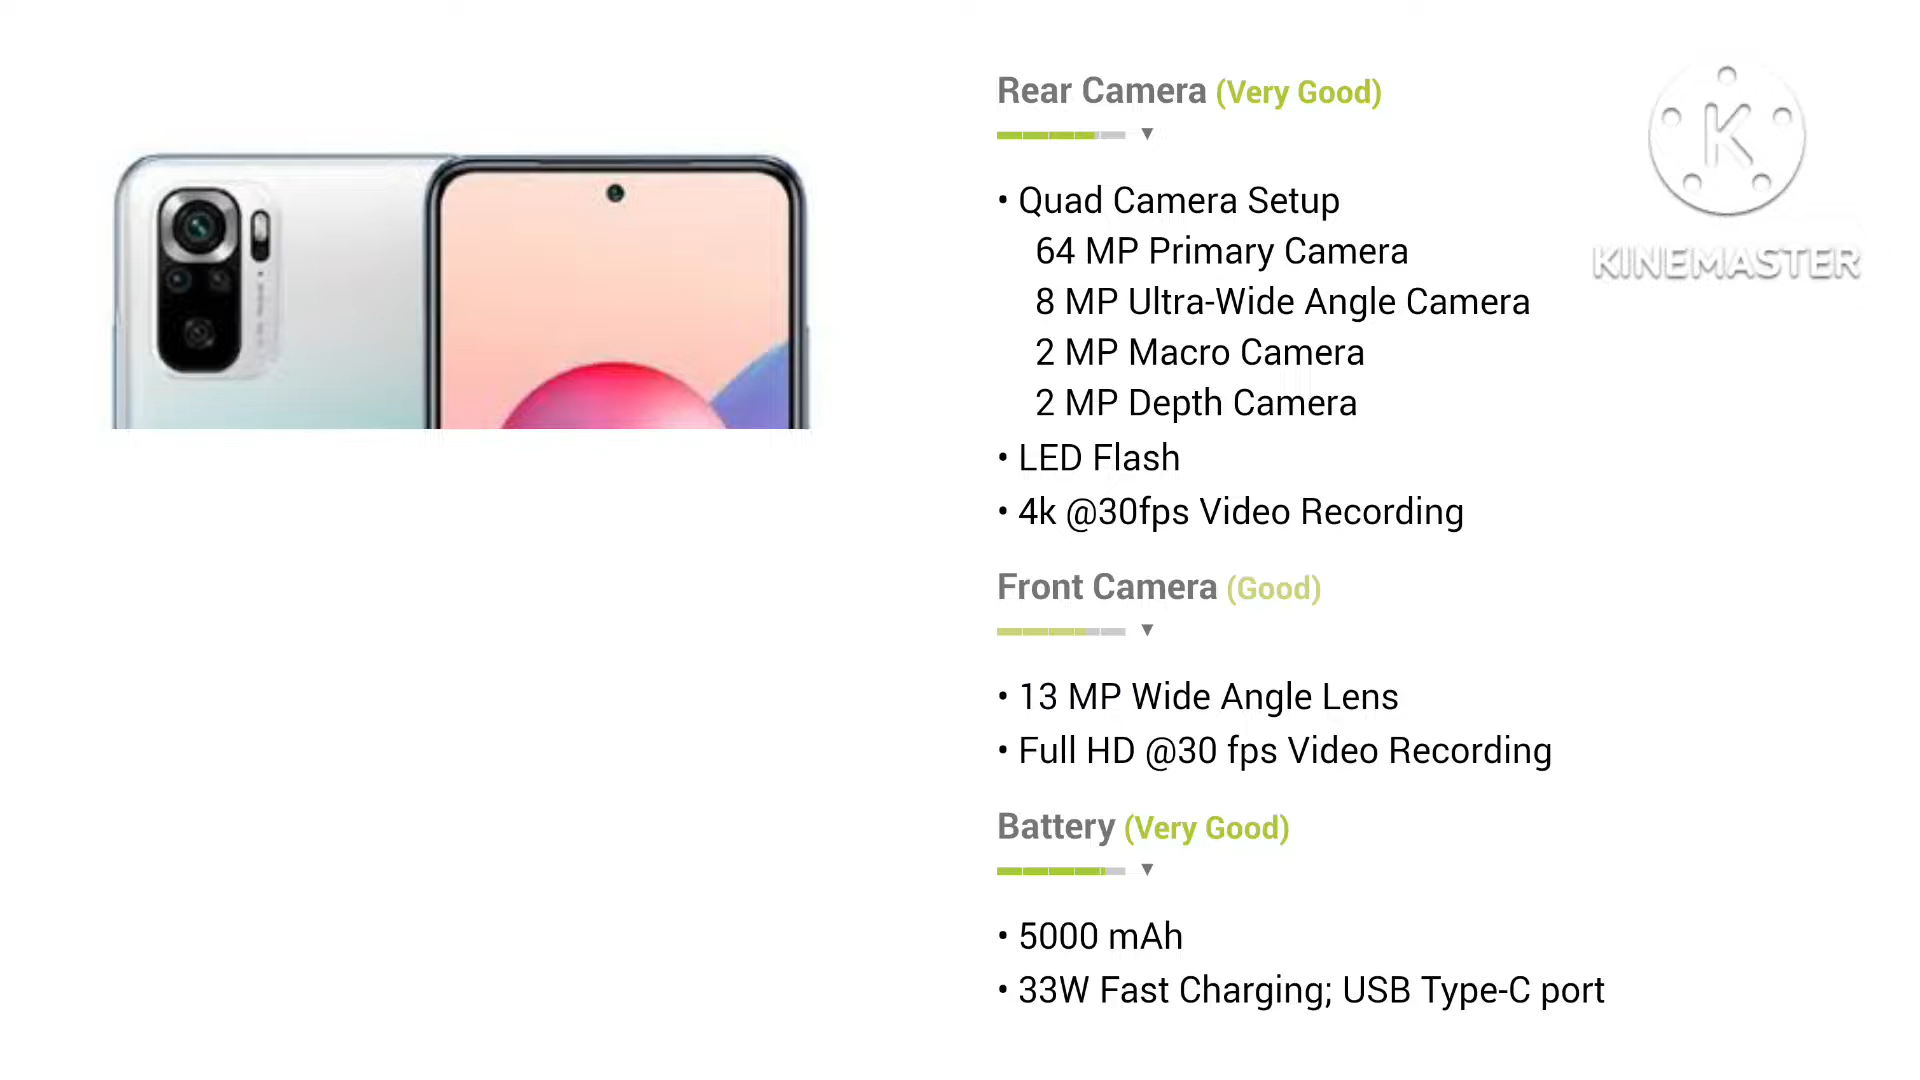 Rear Camera (Very Good)
• Quad Camera Setup
64 MP Primary Camera
8 MP Ultra-Wide Angle Camera
2 MP Macro Camera
2 MP Depth Camera
• LED Flash
• 4k @30fps Video Recording
Front Camera (Good)
• 13 MP Wide Angle Lens
• Full HD @30 fps Video Recording
Battery (Very Good)
• 5000 mAh
• 33W Fast Charging; USB Type-C port
K
KINEMASTER